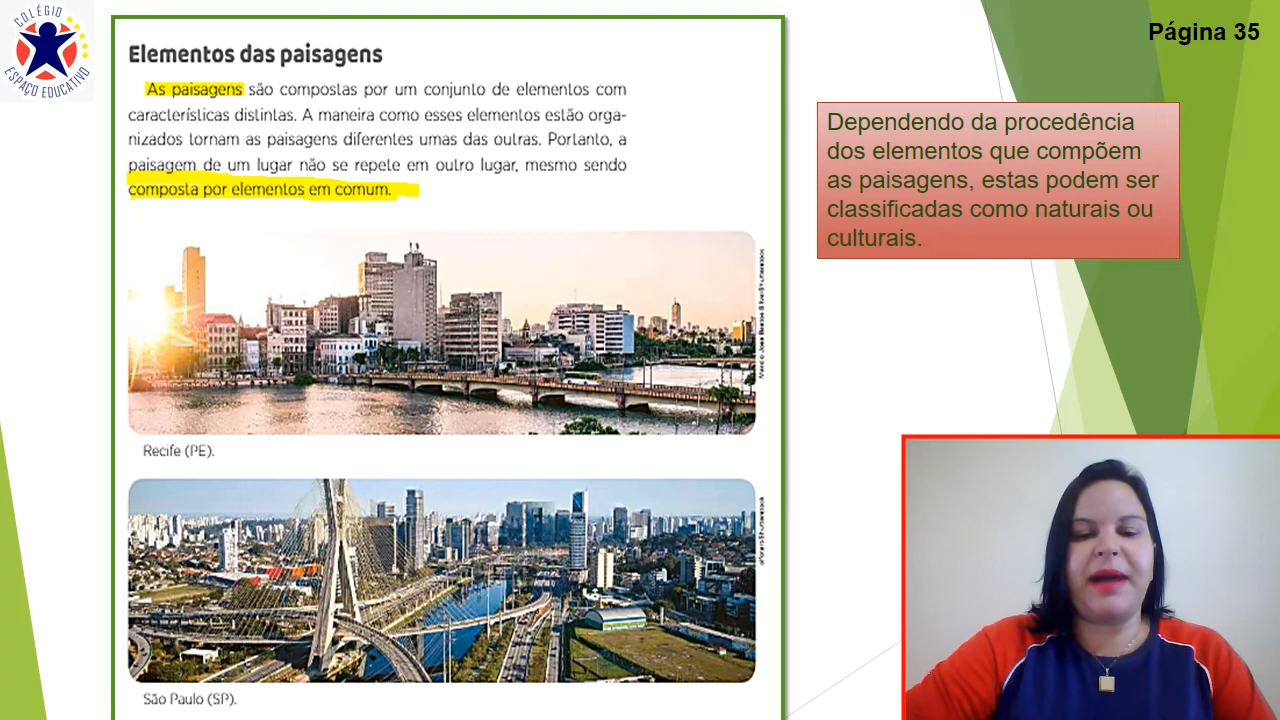 COLÉGIO
ESPAÇO EDUCATIVO
Página 35
Elementos das paisagens
As paisagens são compostas por um conjunto de elementos com
características distintas. A maneira como esses elementos estão orga-
nizados tornam as paisagens diferentes umas das outras. Portanto, a
paisagem de um lugar não se repete em outro lugar, mesmo sendo
composta por elementos em comum.
Dependendo da procedência
dos elementos que compõem
as paisagens, estas podem ser
classificadas como naturais ou
culturais.
Recife (PE).
São Paulo (SP).